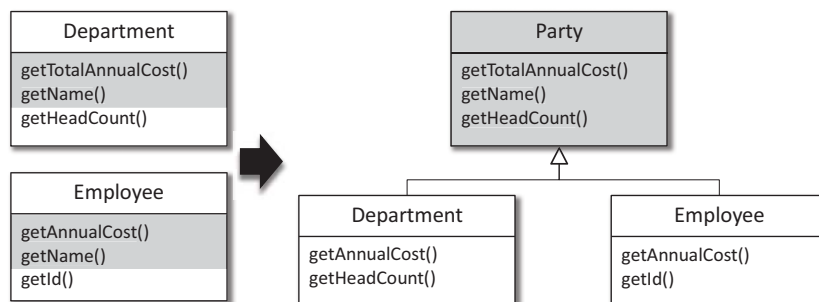 Department
getTotalAnnualCost()
getName()
getHeadCount()
Employee
getAnnualCost()
getName()
getId()
Party
getTotalAnnualCost()
getName()
getHeadCount()
Department
getAnnualCost()
getHeadCount()
Employee
getAnnualCost()
getId()